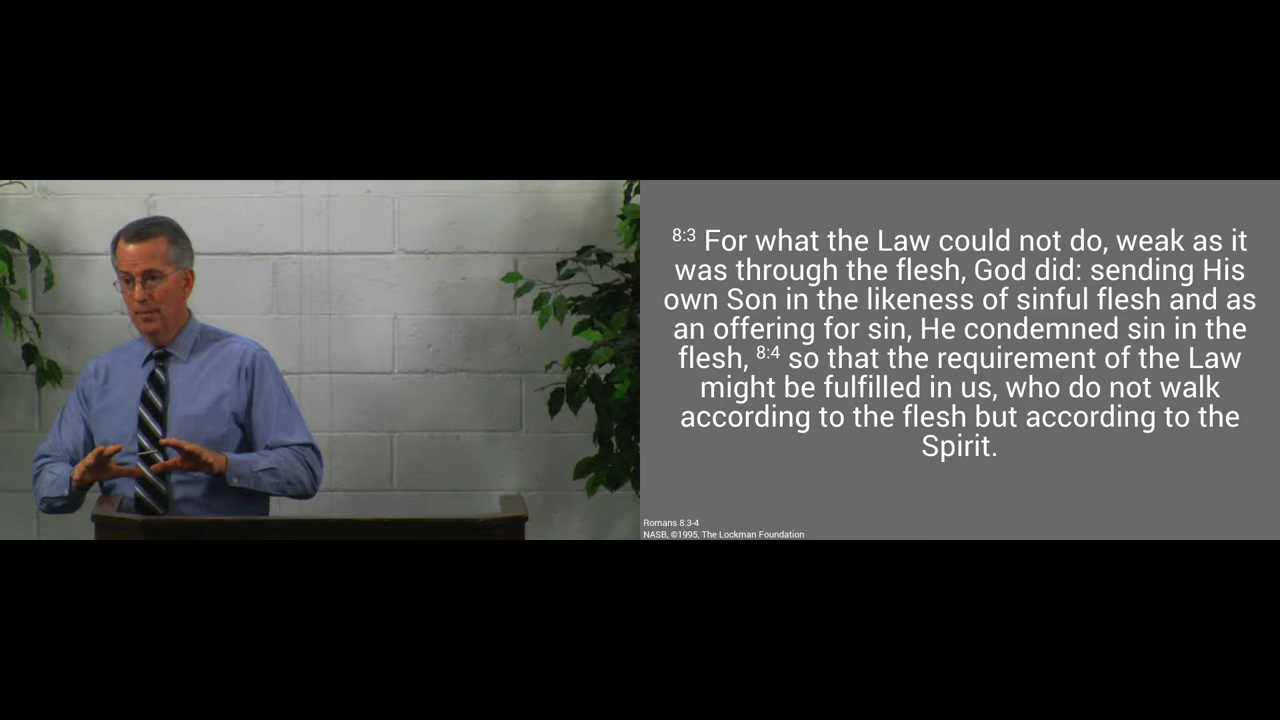 8:3 For what the Law could not do, weak as it
was through the flesh, God did: sending His
own Son in the likeness of sinful flesh and as
an offering for sin, He condemned sin in the
flesh, 8:4 so that the requirement of the Law
might be fulfilled in us, who do not walk
according to the flesh but according to the
Spirit.
Romans 8:3-4
NASB, ©1995, The Lockman Foundation